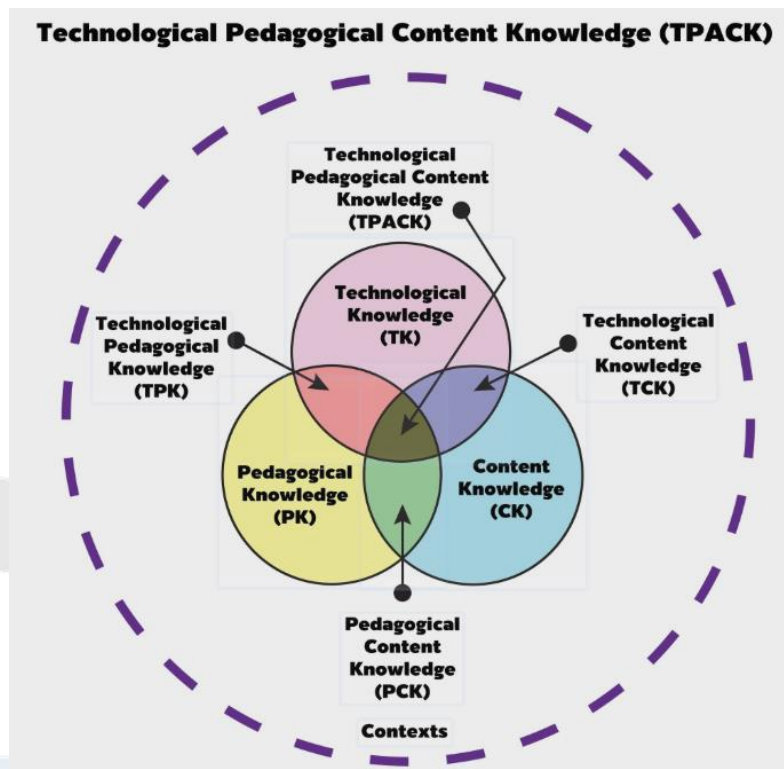 Technological Pedagogical Content Knowledge (TPACK)
Technological
Pedagogical Content
Knowledge
(TPACK)
Technological
Knowledge
(TK)
Technological
Pedagogical
Knowledge
(TPK)
Technological
Content
Knowledge
(TCK)
Pedagogical
Knowledge
(PK)
Content
Knowledge
(CK)
Pedagogical
Content
Knowledge
(PCK)
Contexts